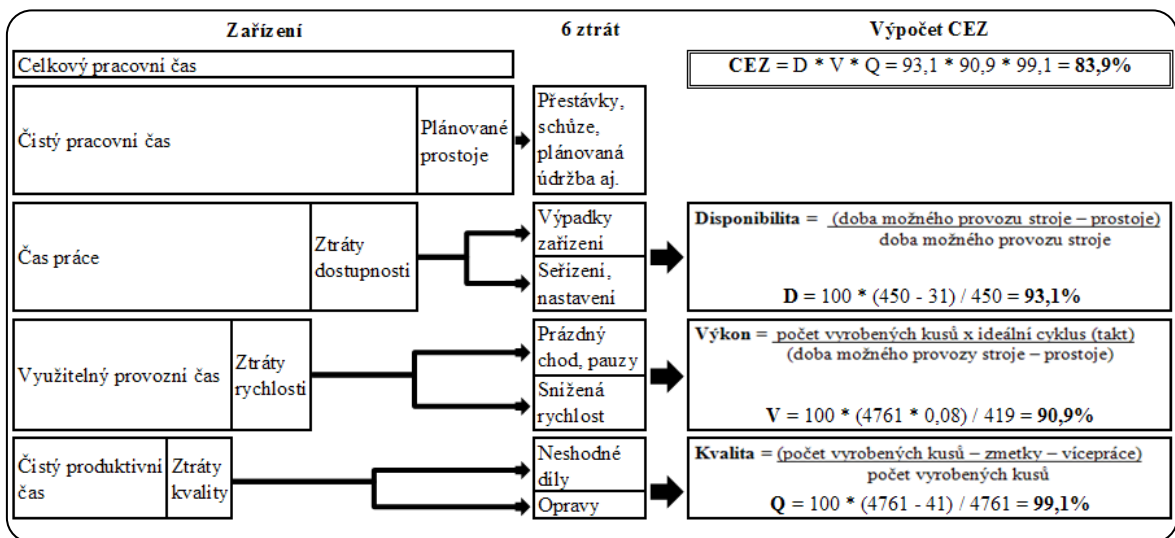 Zařízení
6 ztrát
Výpočet CEZ
Celkový pracovní čas
CEZ = D * V * Q = 93,1 * 90,9 * 99,1 = 83,9%
Čistý pracovní čas
Plánované
prostoje
Přestávky,
schůze,
plánovaná
údržba aj.
Čas práce
Ztráty
dostupnosti
Výpadky
zařízení
Seřízení,
nastavení
Disponibilita = (doba možného provozu stroje – prostoje)
doba možného provozu stroje
D = 100 * (450 - 31) / 450 = 93,1%
Využitelný provozní čas
Ztráty
rychlosti
Prázdný
chod, pauzy
Snížená
rychlost
Výkon = počet vyrobených kusů x ideální cyklus (takt)
(doba možného provozy stroje – prostoje)
V = 100 * (4761 * 0,08) / 419 = 90,9%
Čistý produktivní
čas
Ztráty
kvality
Neshodné
díly
Opravy
Kvalita = (počet vyrobených kusů – zmetky – vícepráce)
počet vyrobených kusů
Q = 100 * (4761 - 41) / 4761 = 99,1%